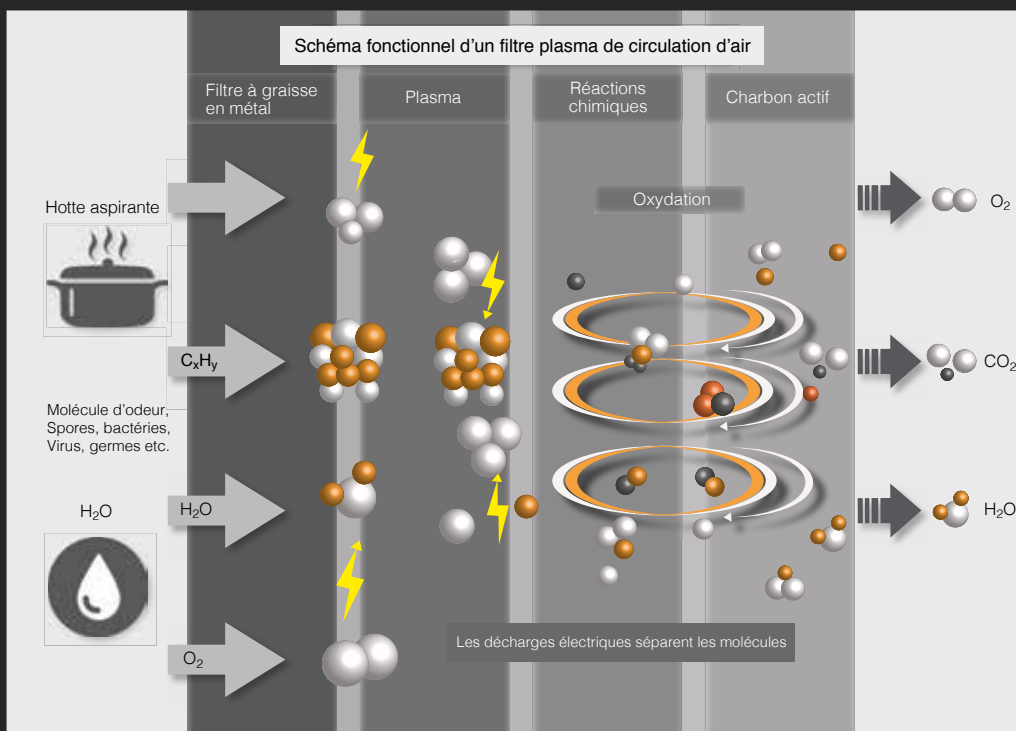 Schéma fonctionnel d’un filtre plasma de circulation d’air
Filtre à graisse
en métal
Plasma
Réactions
chimiques
Charbon actif
Hotte aspirante
Oxydation
O₂
CₓHᵧ
CO₂
Molécule d’odeur,
Spores, bactéries,
Virus, germes etc.
H₂O
H₂O
H₂O
O₂
Les décharges électriques séparent les molécules